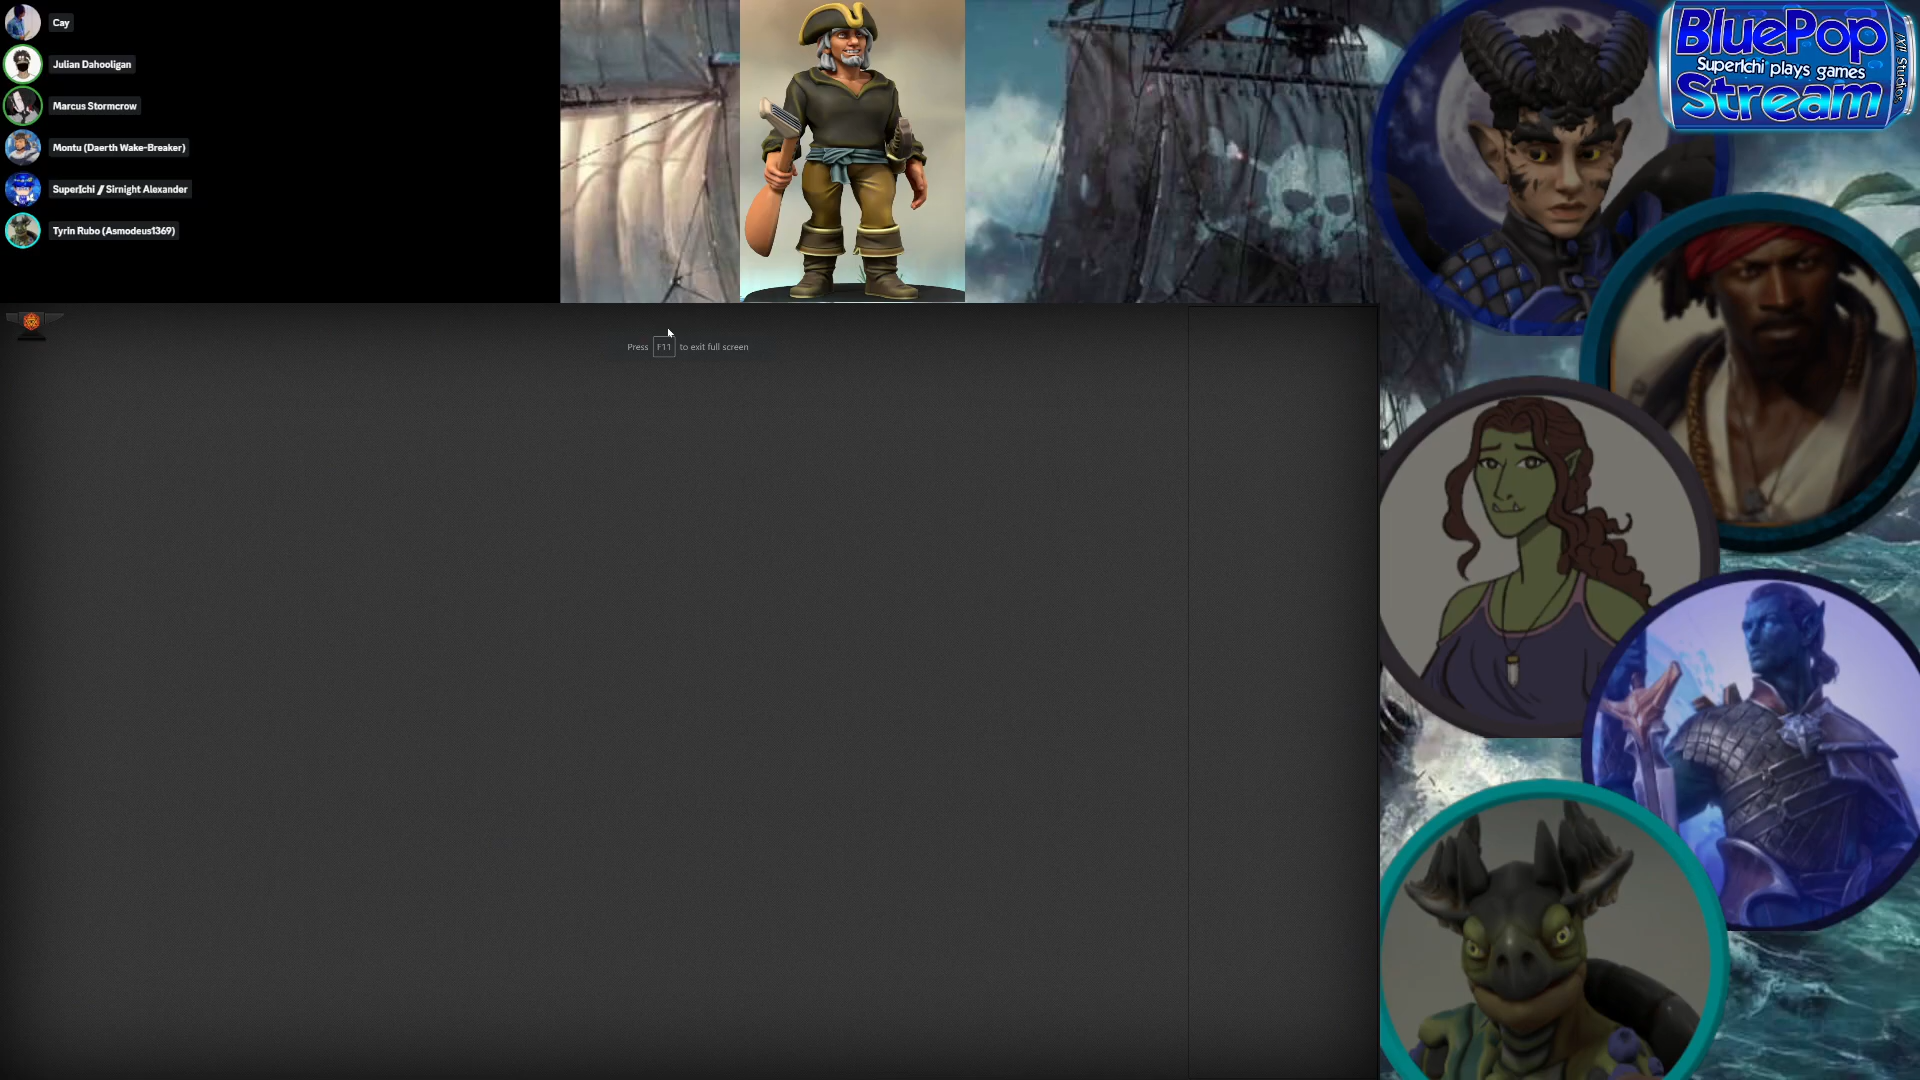 Cay
Julian Dahooligan
Marcus Stormcrow
Montu (Daerth Wake-Breaker)
SuperIchi // Sirnight Alexander
Tyrin Rubo (Asmodeus1369)
Press F11 to exit full screen
BluePop
SuperIchi plays games
Stream
Studios